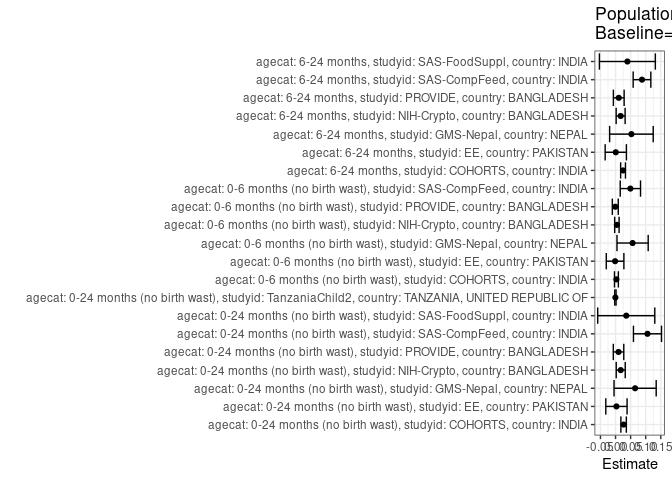 Population
Baseline=
agecat: 6-24 months, studyid: SAS-FoodSuppl, country: INDIA
agecat: 6-24 months, studyid: SAS-CompFeed, country: INDIA
agecat: 6-24 months, studyid: PROVIDE, country: BANGLADESH
agecat: 6-24 months, studyid: NIH-Crypto, country: BANGLADESH
agecat: 6-24 months, studyid: GMS-Nepal, country: NEPAL
agecat: 6-24 months, studyid: EE, country: PAKISTAN
agecat: 6-24 months, studyid: COHORTS, country: INDIA
agecat: 0-6 months (no birth wast), studyid: SAS-CompFeed, country: INDIA
agecat: 0-6 months (no birth wast), studyid: PROVIDE, country: BANGLADESH
agecat: 0-6 months (no birth wast), studyid: NIH-Crypto, country: BANGLADESH
agecat: 0-6 months (no birth wast), studyid: GMS-Nepal, country: NEPAL
agecat: 0-6 months (no birth wast), studyid: EE, country: PAKISTAN
agecat: 0-6 months (no birth wast), studyid: COHORTS, country: INDIA
agecat: 0-24 months (no birth wast), studyid: TanzaniaChild2, country: TANZANIA, UNITED REPUBLIC OF
agecat: 0-24 months (no birth wast), studyid: SAS-FoodSuppl, country: INDIA
agecat: 0-24 months (no birth wast), studyid: SAS-CompFeed, country: INDIA
agecat: 0-24 months (no birth wast), studyid: PROVIDE, country: BANGLADESH
agecat: 0-24 months (no birth wast), studyid: NIH-Crypto, country: BANGLADESH
agecat: 0-24 months (no birth wast), studyid: GMS-Nepal, country: NEPAL
agecat: 0-24 months (no birth wast), studyid: EE, country: PAKISTAN
agecat: 0-24 months (no birth wast), studyid: COHORTS, country: INDIA
-0.05 0.00 0.05 0.10 0.15
Estimate